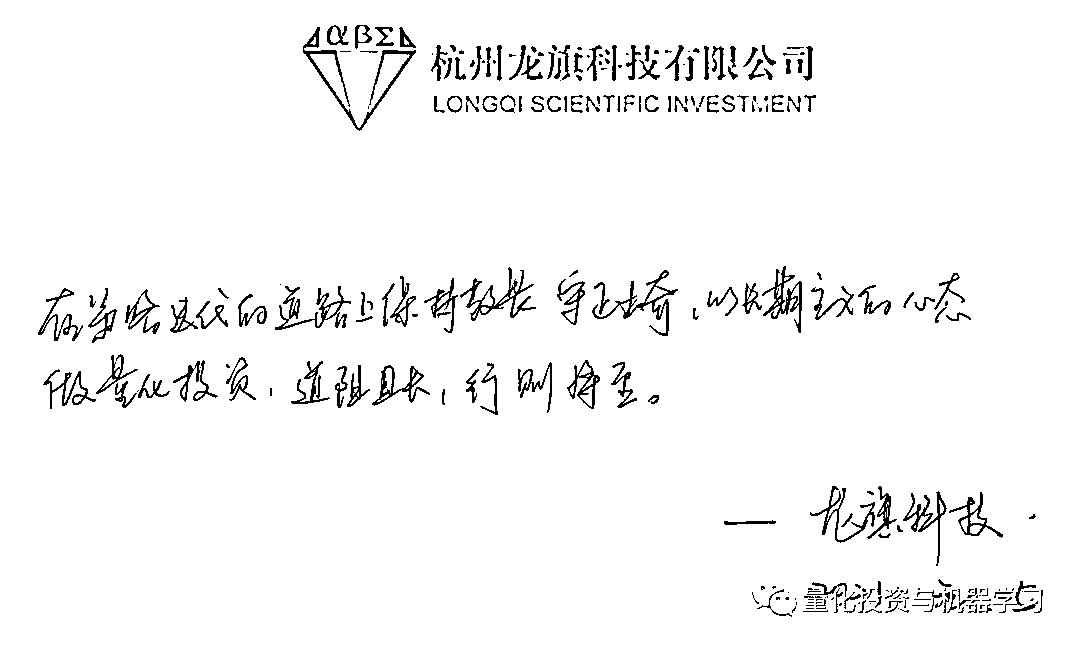 αβΣ
杭州龙旗科技有限公司
LONGQI SCIENTIFIC INVESTMENT
在策略迭代的道路上保持敬畏 守正出奇,以长期主义的心态
做量化投资,道阻且长,行则将至。
— 龙旗科技.
量化投资与机器学习